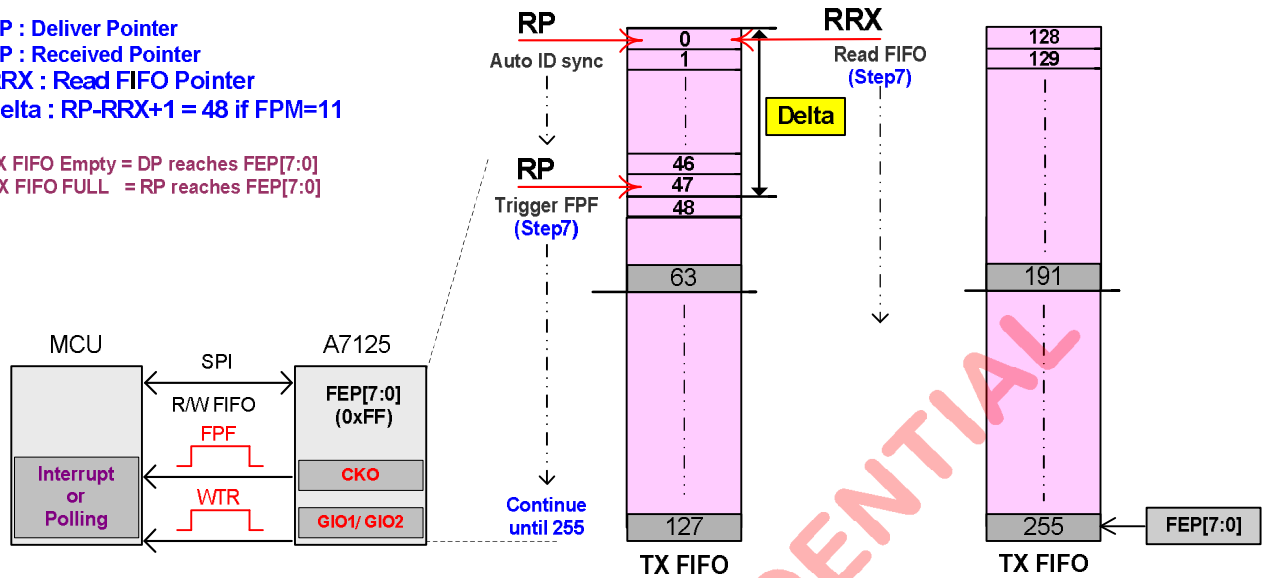 P : Deliver Pointer
P : Received Pointer
RRX : Read FIFO Pointer
elta : RP-RRX+1 = 48 if FPM=11
X FIFO Empty = DP reaches FEP[7:0]
X FIFO FULL = RP reaches FEP[7:0]
RP
Auto ID sync
RP
Trigger FPF
(Step7)
Continue
until 255
0
1
46
47
48
63
127
TX FIFO
Delta
RRX
Read FIFO
(Step7)
128
129
191
255
TX FIFO
FEP[7:0]
MCU
Interrupt
or
Polling
SPI
R/W FIFO
FPF
WTR
A7125
FEP[7:0]
(0xFF)
CKO
GIO1/ GIO2
DENTIAL